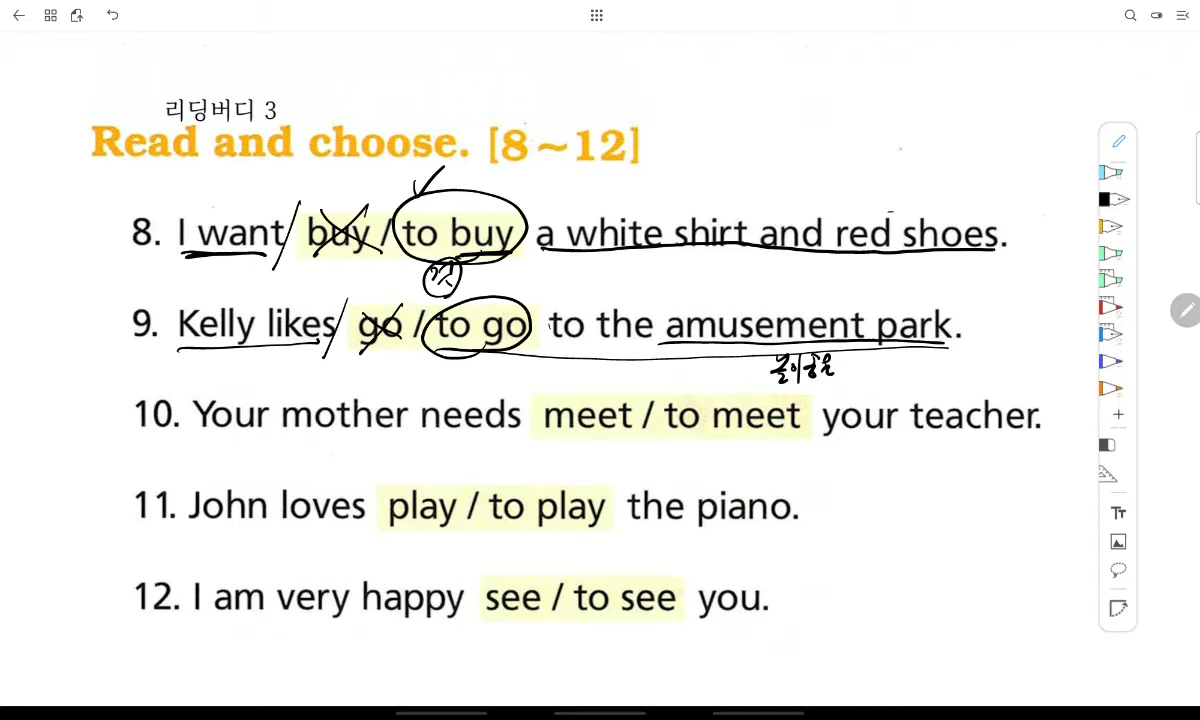 리딩버디 3
Read and choose. [8~12]
8. I want / buy / to buy a white shirt and red shoes.
것
9. Kelly likes / go / to go to the amusement park.
놀이공원
10. Your mother needs meet / to meet your teacher.
11. John loves play / to play the piano.
12. I am very happy see / to see you.
Tт